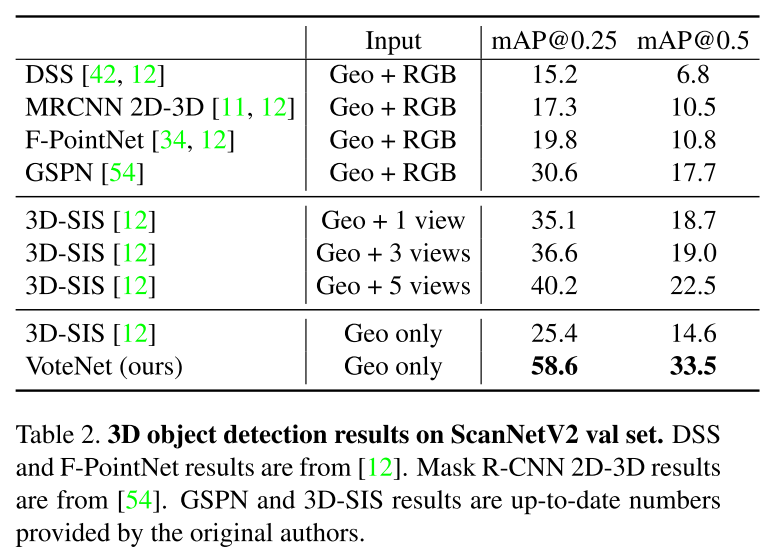 Input mAP@0.25 mAP@0.5
DSS [42, 12] Geo + RGB 15.2 6.8
MRCNN 2D-3D [11, 12] Geo + RGB 17.3 10.5
F-PointNet [34, 12] Geo + RGB 19.8 10.8
GSPN [54] Geo + RGB 30.6 17.7
3D-SIS [12] Geo + 1 view 35.1 18.7
3D-SIS [12] Geo + 3 views 36.6 19.0
3D-SIS [12] Geo + 5 views 40.2 22.5
3D-SIS [12] Geo only 25.4 14.6
VoteNet (ours) Geo only 58.6 33.5
Table 2. 3D object detection results on ScanNetV2 val set. DSS
and F-PointNet results are from [12]. Mask R-CNN 2D-3D results
are from [54]. GSPN and 3D-SIS results are up-to-date numbers
provided by the original authors.